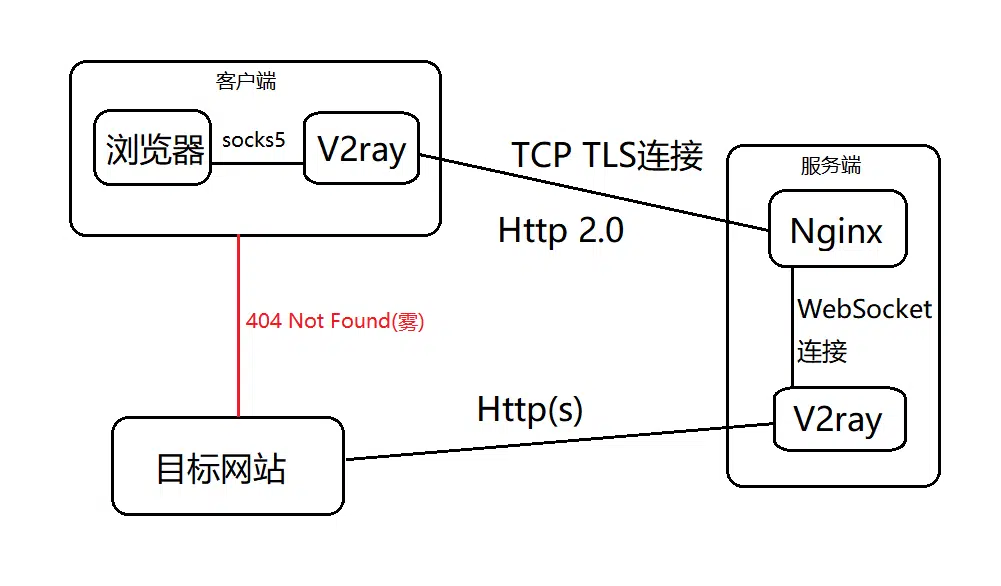 客户端
浏览器
socks5
V2ray
TCP TLS连接
Http 2.0
服务端
Nginx
WebSocket
连接
V2ray
404 Not Found(雾)
Http(s)
目标网站